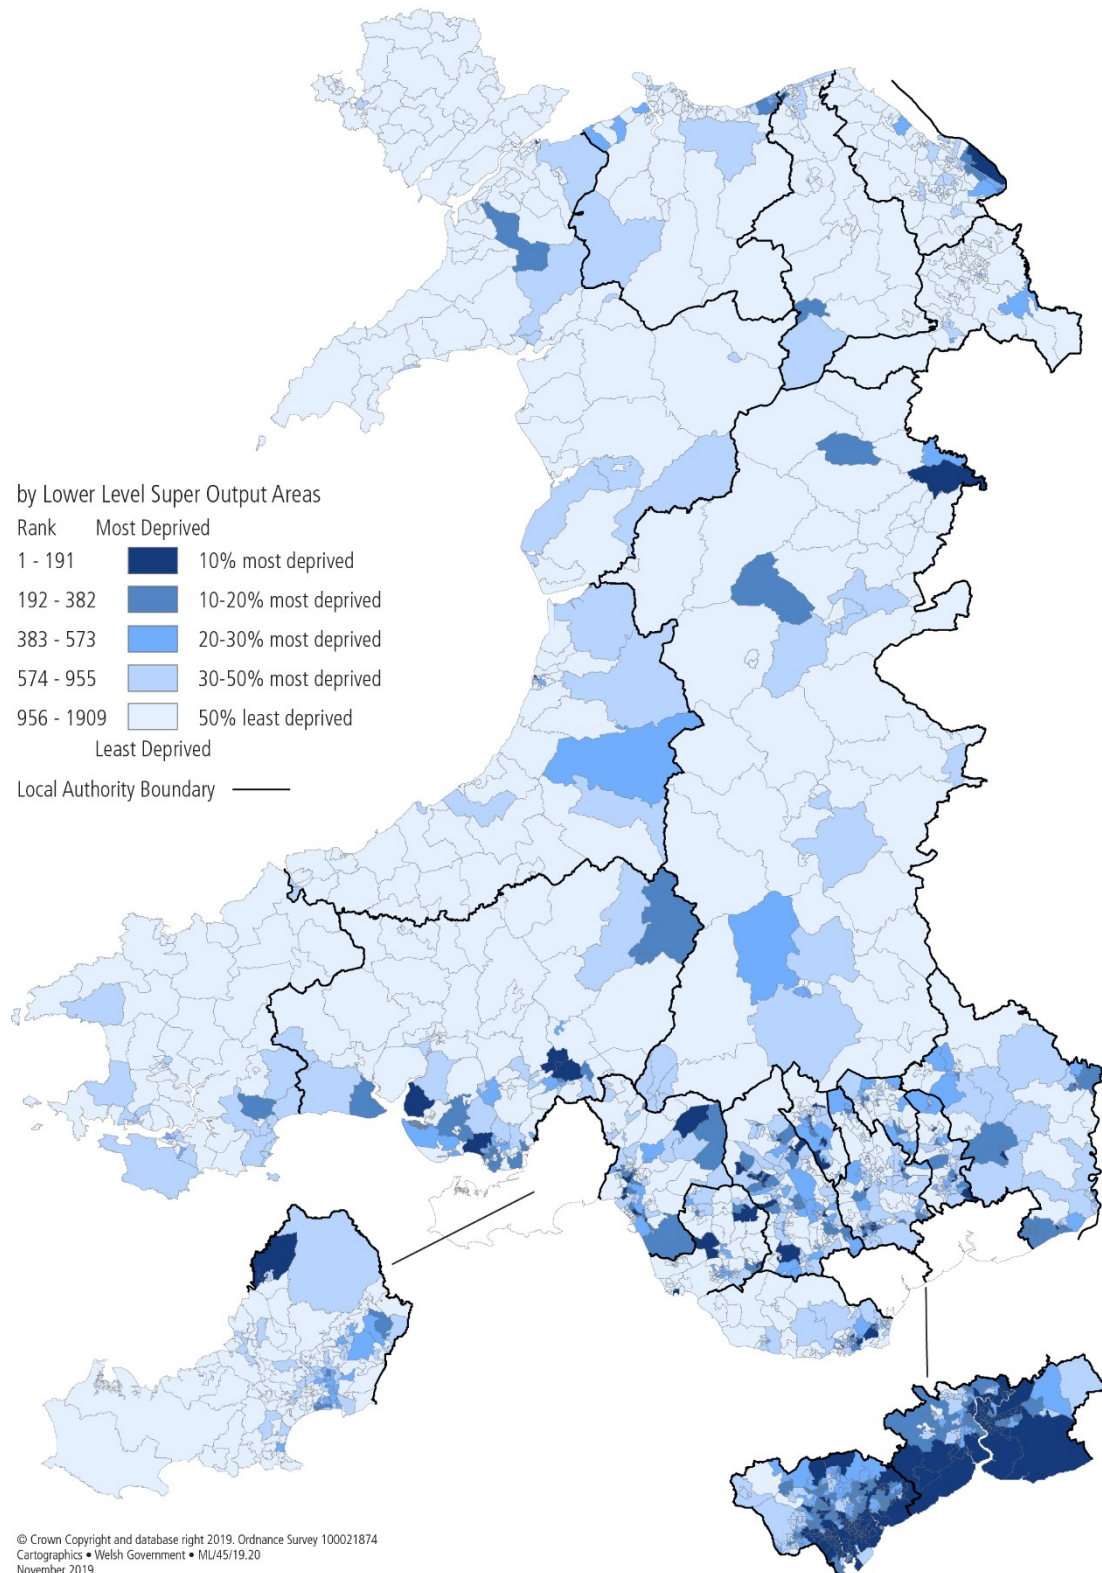 by Lower Level Super Output Areas
Rank Most Deprived
1 - 191 10% most deprived
192 - 382 10-20% most deprived
383 - 573 20-30% most deprived
574 - 955 30-50% most deprived
956 - 1909 50% least deprived
Least Deprived
Local Authority Boundary
© Crown Copyright and database right 2019. Ordnance Survey 100021874
Cartographics • Welsh Government • ML/45/19.20
November 2019